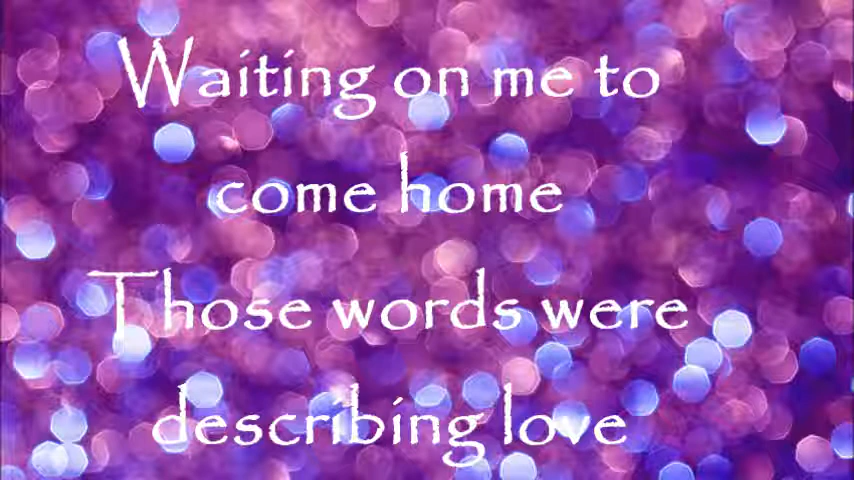 Waiting on me to
come home
Those words were
describing love